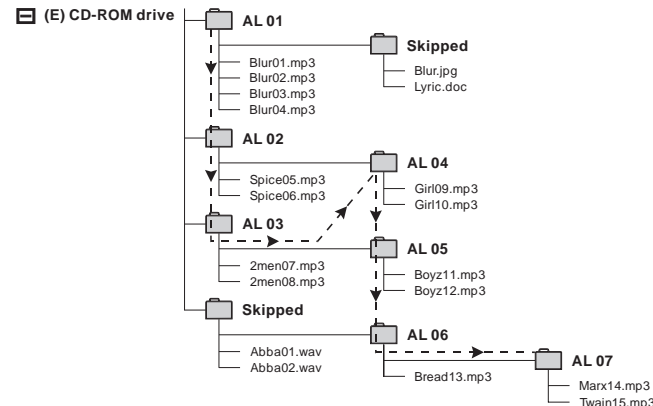 (E) CD-ROM drive
AL 01
Blur01.mp3
Blur02.mp3
Blur03.mp3
Blur04.mp3
Skipped
Blur.jpg
Lyric.doc
AL 02
Spice05.mp3
Spice06.mp3
AL 04
Girl09.mp3
Girl10.mp3
AL 03
2men07.mp3
2men08.mp3
AL 05
Boyz11.mp3
Boyz12.mp3
Skipped
Abba01.wav
Abba02.wav
AL 06
Bread13.mp3
AL 07
Marx14.mp3
Twain15.mp3